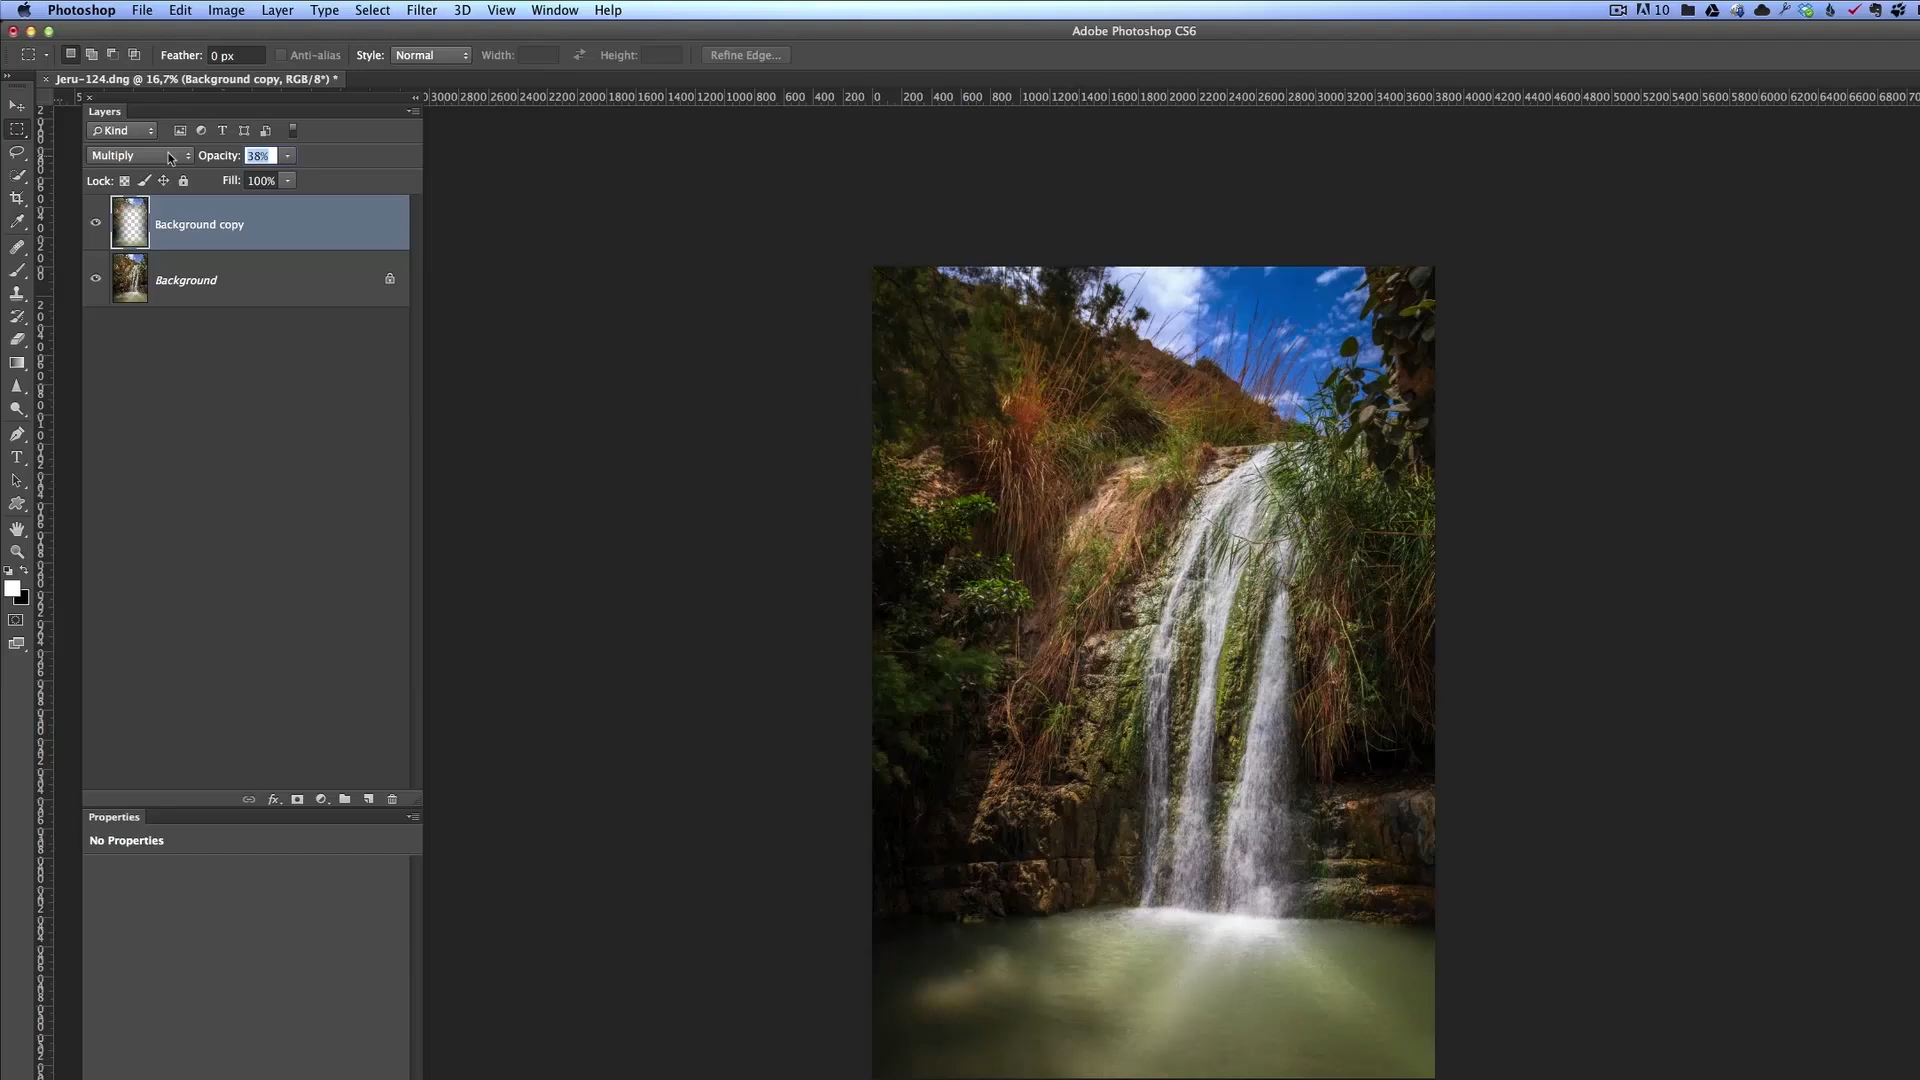 Photoshop File Edit Image Layer Type Select Filter 3D View Window Help 10
Adobe Photoshop CS6
Feather: 0 px Anti-alias Style: Normal Width: Height: Refine Edge...
Jeru-124.dng @ 16,7% (Background copy, RGB/8*) *
3000 2800 2600 2400 2200 2000 1800 1600 1400 1200 1000 800 600 400 200 0 200 400 600 800 1000 1200 1400 1600 1800 2000 2200 2400 2600 2800 3000 3200 3400 3600 3800 4000 4200 4400 4600 4800 5000 5200 5400 5600 5800 6000 6200 6400 6600 6800
Layers
Kind
Multiply Opacity: 38%
Lock: Fill: 100%
Background copy
Background
fx
Properties
No Properties